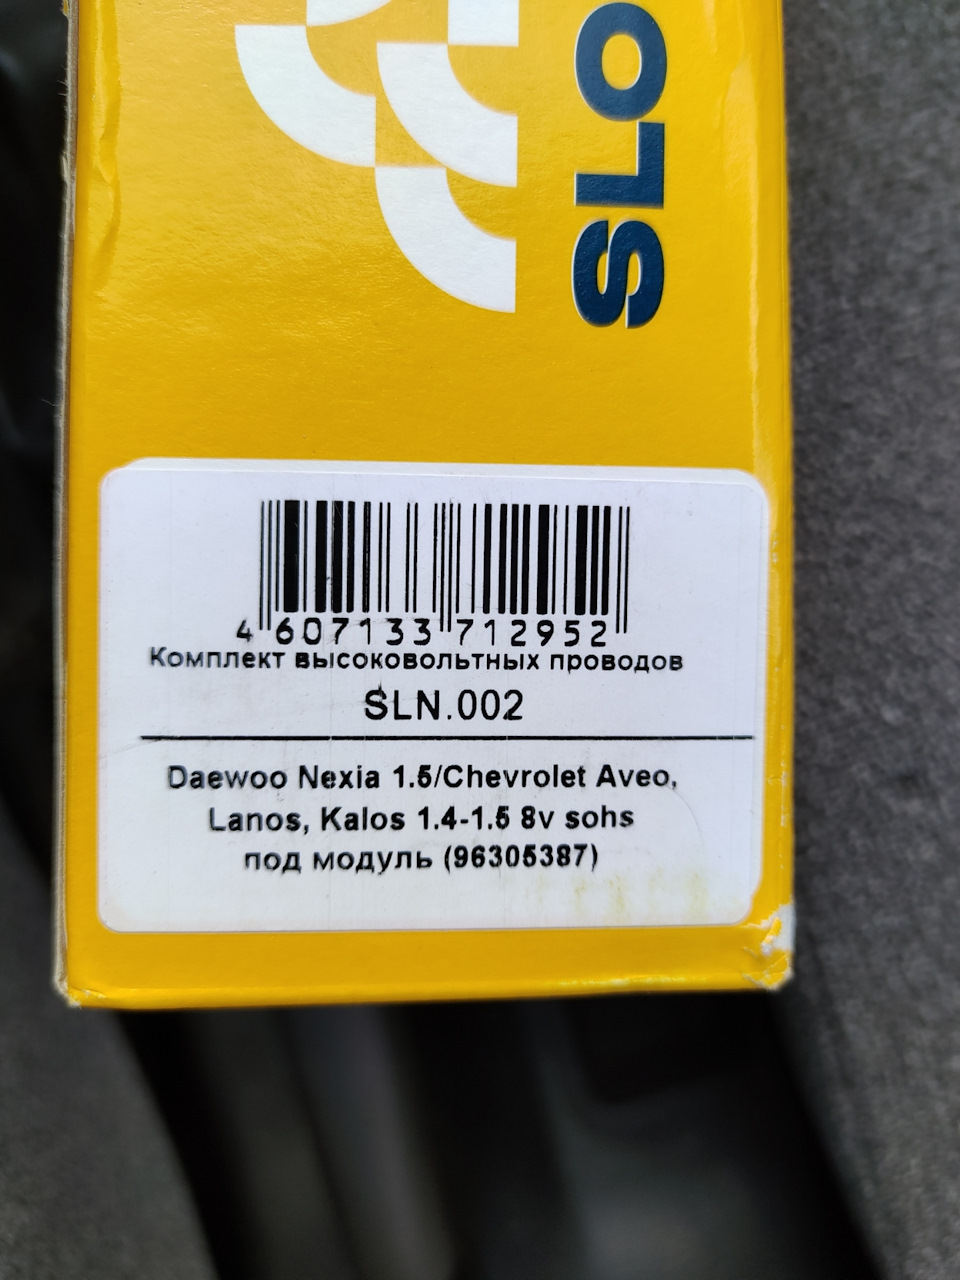 SLO
4 607133 712952
Комплект высоковольтных проводов
SLN.002
Daewoo Nexia 1.5/Chevrolet Aveo,
Lanos, Kalos 1.4-1.5 8v sohs
под модуль (96305387)